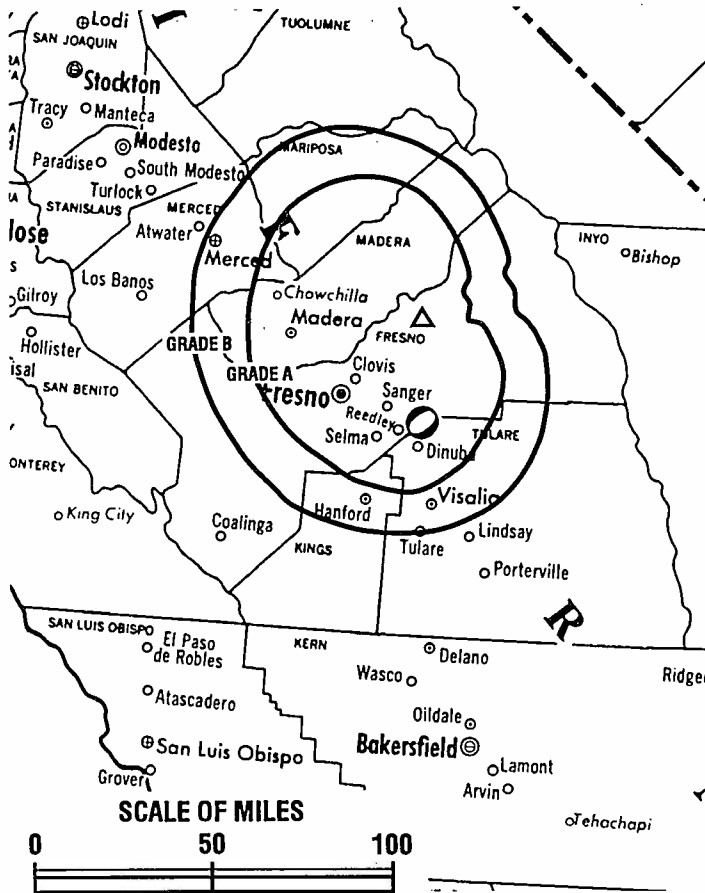 Lodi
TUOLUMNE
SAN JOAQUIN
Stockton
Tracy
Manteca
Modesto
MARIPOSA
Paradise
South Modesto
Turlock
STANISLAUS
MERCED
Atwater
Merced
MADERA
INYO
Bishop
Los Banos
Gilroy
Chowchilla
Madera
FRESNO
Hollister
GRADE B
GRADE A
Clovis
SAN BENITO
Fresno
Sanger
Reedley
Selma
TULARE
Dinuba
Hanford
Visalia
King City
Coalinga
KINGS
Tulare
Lindsay
Porterville
R
SAN LUIS OBISPO
El Paso
de Robles
KERN
Delano
Wasco
Atascadero
Oildale
San Luis Obispo
Bakersfield
Grover
Lamont
Arvin
Tehachapi
SCALE OF MILES
0 50 100